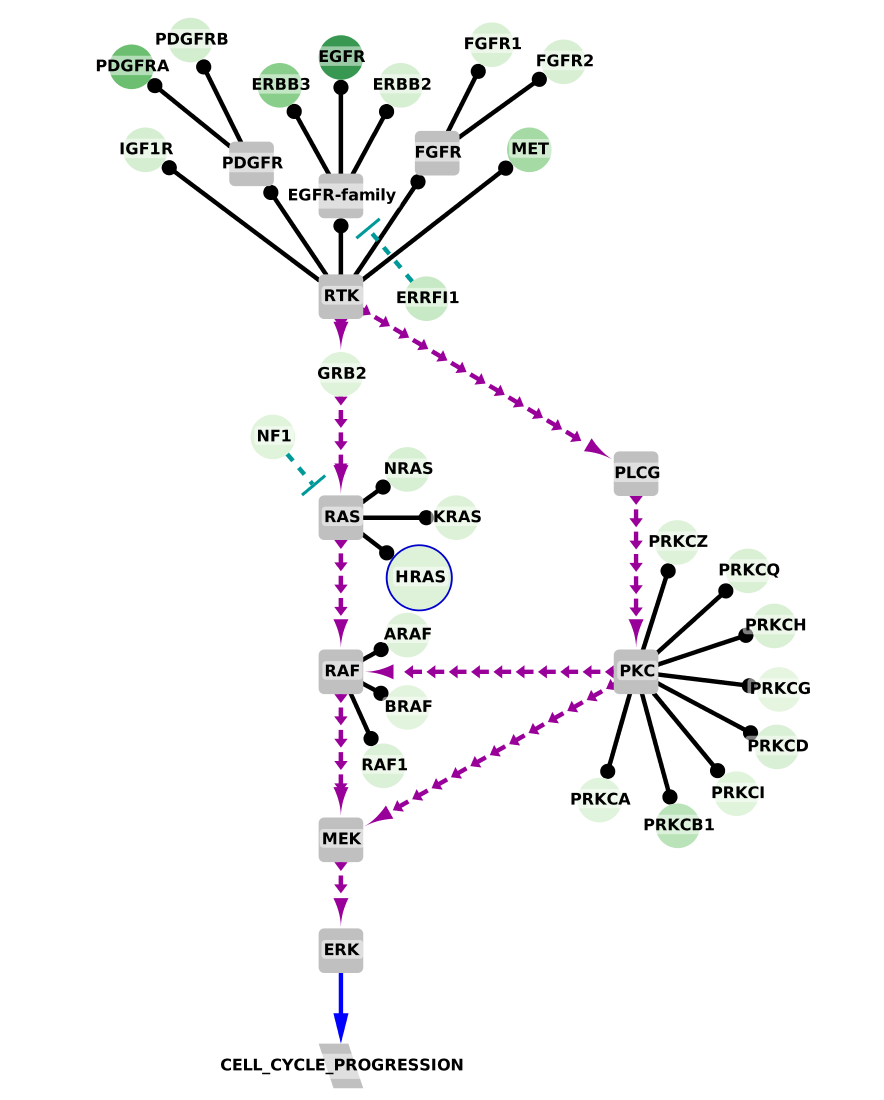 PDGFRB
FGFR1
EGFR
FGFR2
PDGFRA
ERBB3
ERBB2
IGF1R
MET
FGFR
PDGFR
EGFR-family
RTK
ERRFI1
GRB2
NF1
NRAS
PLCG
RAS
KRAS
PRKCZ
PRKCQ
HRAS
PRKCH
ARAF
RAF
PKC
PRKCG
BRAF
PRKCD
RAF1
PRKCI
PRKCA
PRKCB1
MEK
ERK
CELL_CYCLE_PROGRESSION